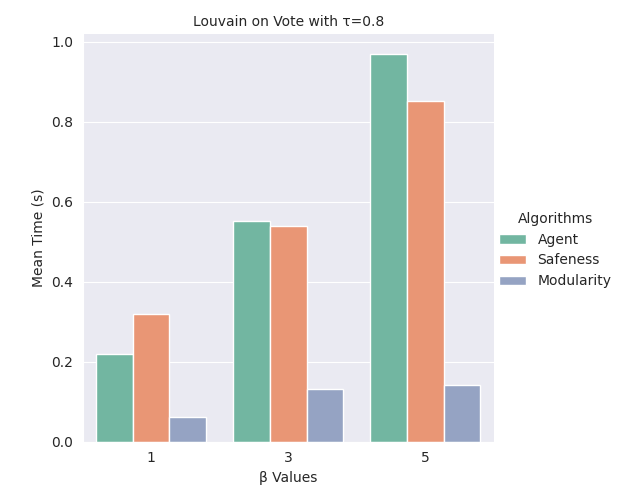 Louvain on Vote with τ=0.8
1.0
0.8
0.6
0.4
0.2
0.0
Mean Time (s)
1 3 5
β Values
Algorithms
Agent
Safeness
Modularity